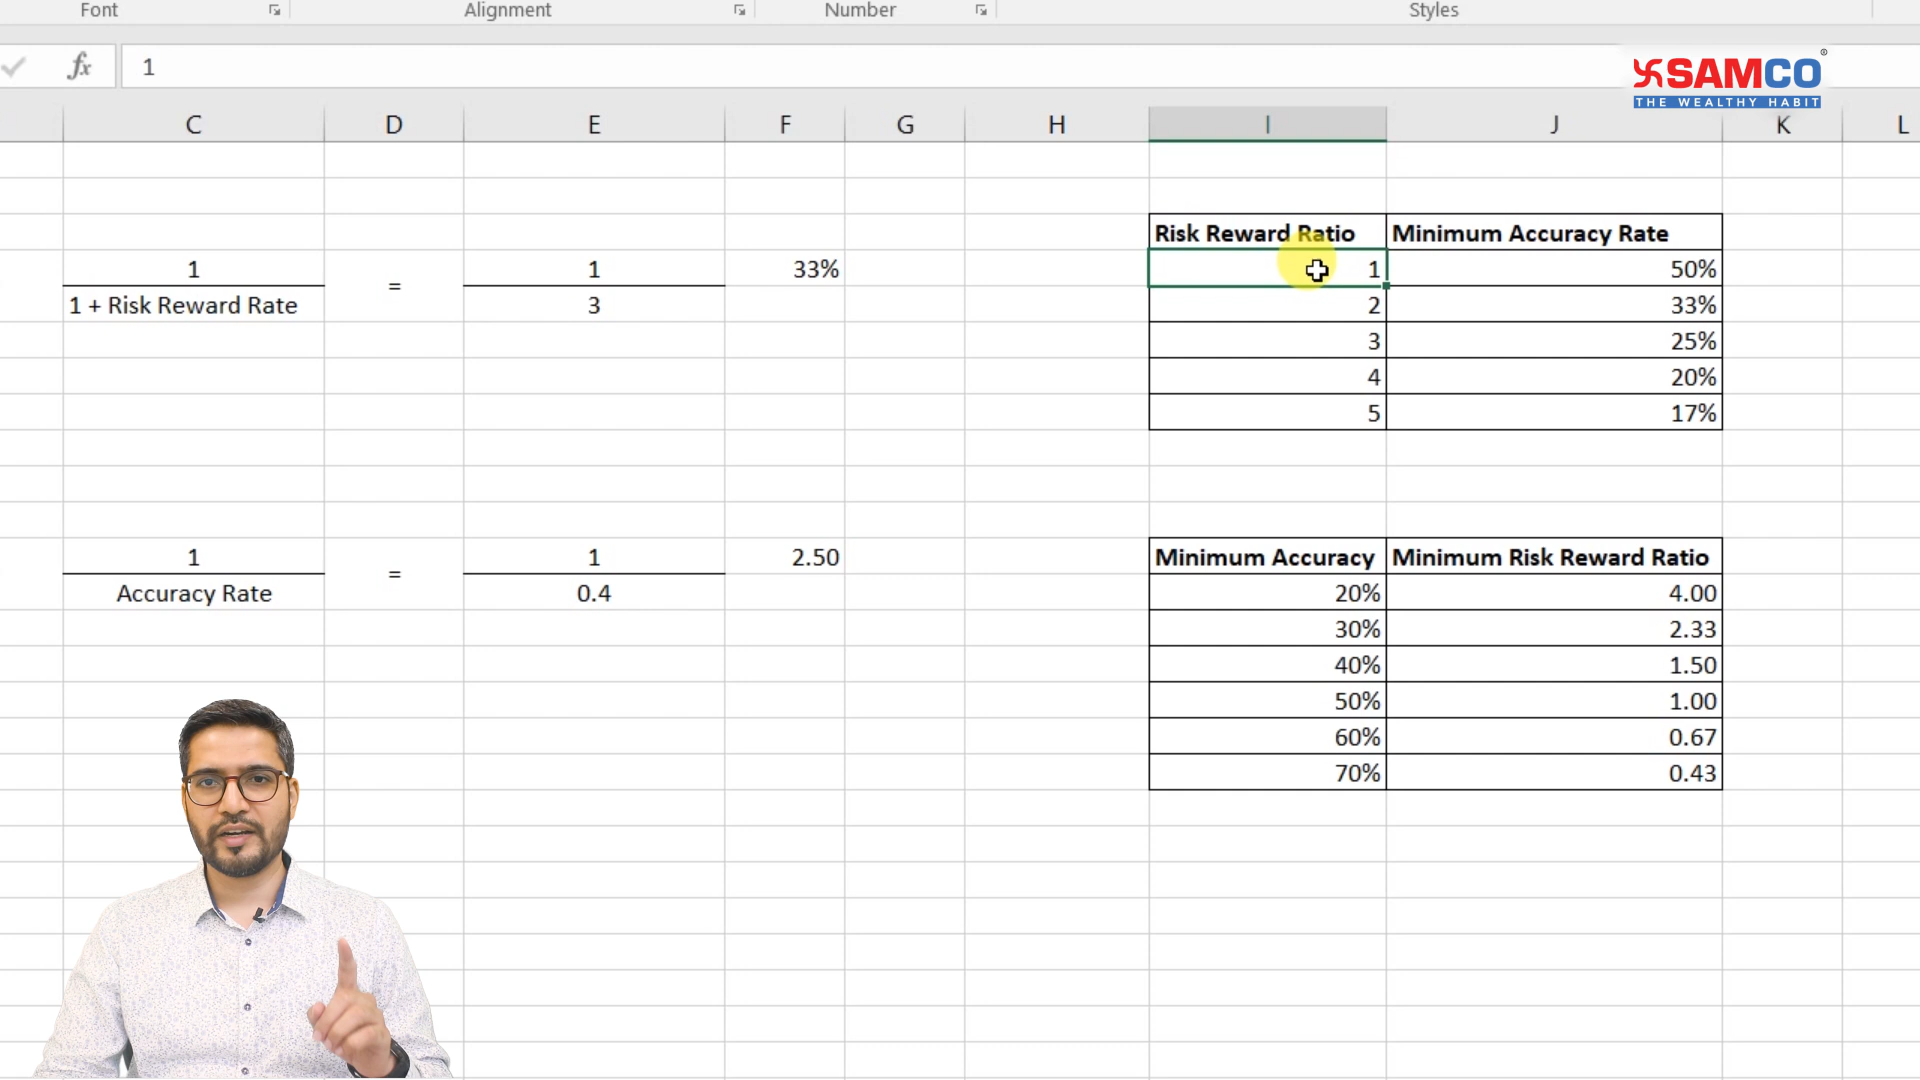 Font Alignment Number Styles
fx 1
SAMCO®
THE WEALTHY HABIT
C D E F G H I J K L
Risk Reward Ratio Minimum Accuracy Rate
1 1 33% 1 50%
=
1 + Risk Reward Rate 3 2 33%
3 25%
4 20%
5 17%
Minimum Accuracy Minimum Risk Reward Ratio
1 1 2.50
=
Accuracy Rate 0.4 20% 4.00
30% 2.33
40% 1.50
50% 1.00
60% 0.67
70% 0.43